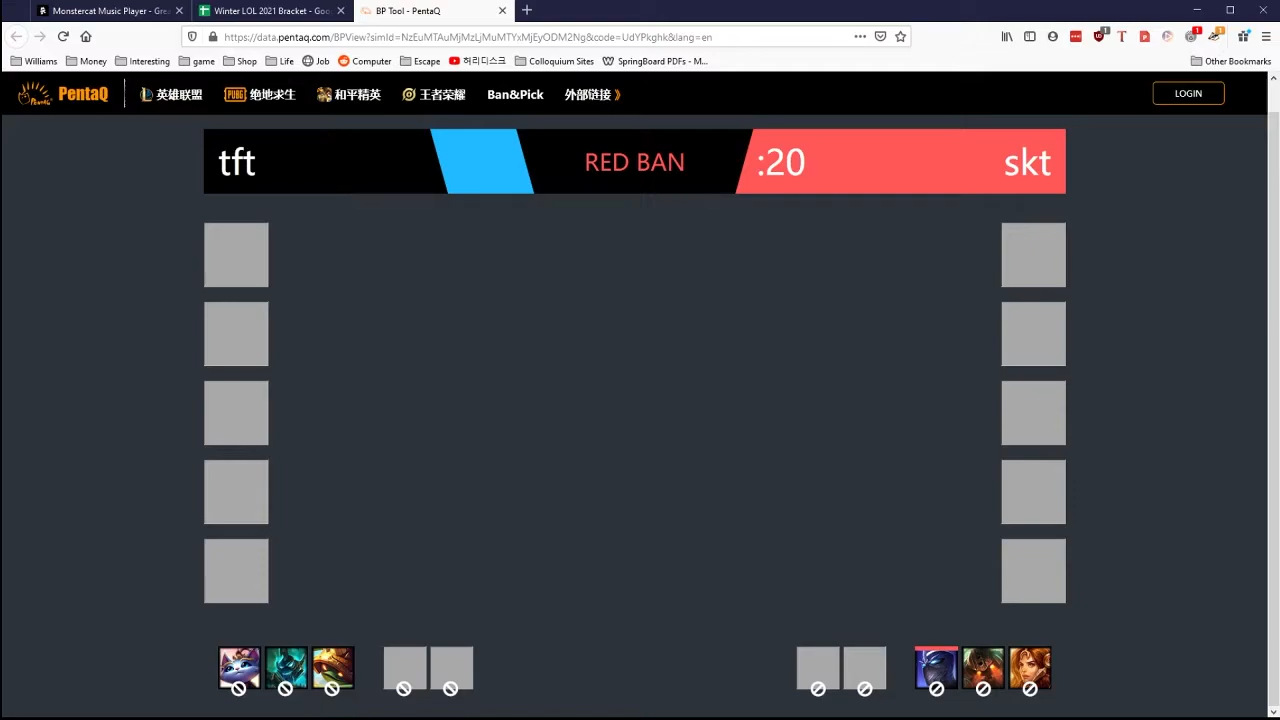 Monstercat Music Player - Gre
Winter LOL 2021 Bracket - Goo
BP Tool - PentaQ
https://data.pentaq.com/BPView?simId=NzEuMTAuMjMzLjMuMTYxMjEyODM2Ng&code=UdYPkghk&lang=en
Williams
Money
Interesting
game
Shop
Life
Job
Computer
Escape
허리디스크
Colloquium Sites
SpringBoard PDFs - M...
Other Bookmarks
PentaQ
英雄联盟
PUBG
绝地求生
和平精英
王者荣耀
Ban&Pick
外部链接 》
LOGIN
tft
RED BAN
:20
skt